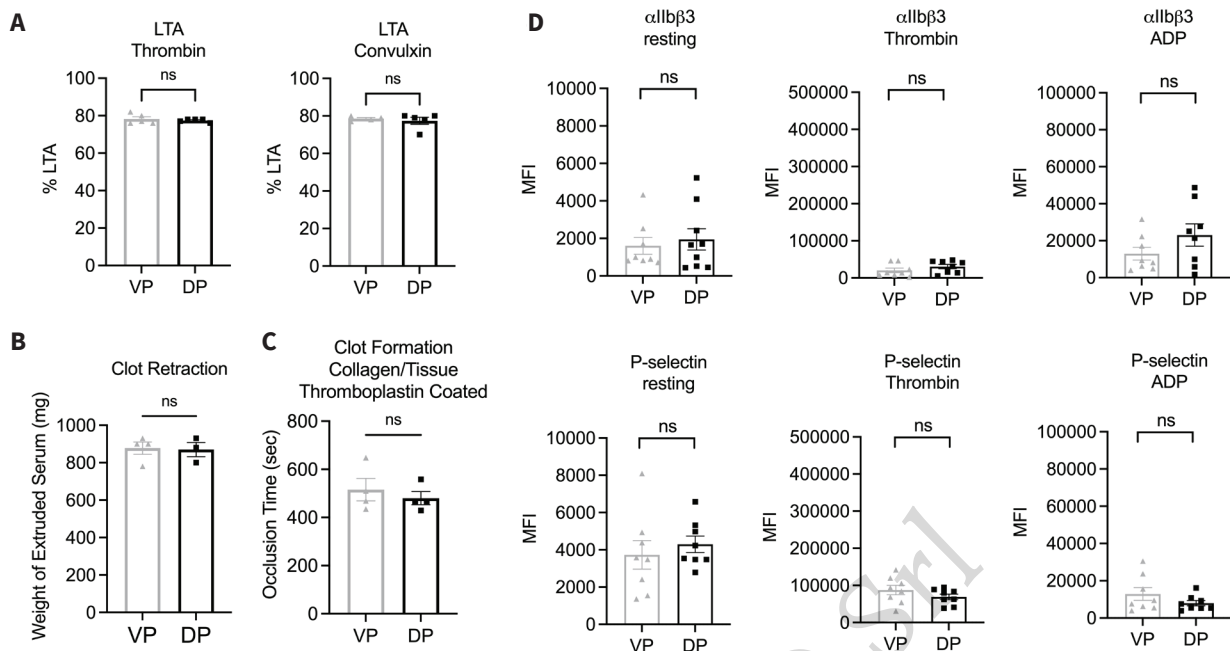 A
LTA
Thrombin
ns
% LTA
100
80
60
40
20
0
VP
DP
LTA
Convulxin
ns
% LTA
100
80
60
40
20
0
VP
DP
B
Clot Retraction
ns
Weight of Extruded Serum (mg)
1000
800
600
400
200
0
VP
DP
C
Clot Formation
Collagen/Tissue
Thromboplastin Coated
ns
Occlusion Time (sec)
800
600
400
200
0
VP
DP
D
αIIbβ3
resting
ns
MFI
10000
8000
6000
4000
2000
0
VP
DP
αIIbβ3
Thrombin
ns
MFI
500000
400000
300000
200000
100000
0
VP
DP
αIIbβ3
ADP
ns
MFI
100000
80000
60000
40000
20000
0
VP
DP
P-selectin
resting
ns
MFI
10000
8000
6000
4000
2000
0
VP
DP
P-selectin
Thrombin
ns
MFI
500000
400000
300000
200000
100000
0
VP
DP
P-selectin
ADP
ns
MFI
100000
80000
60000
40000
20000
0
VP
DP
Srl